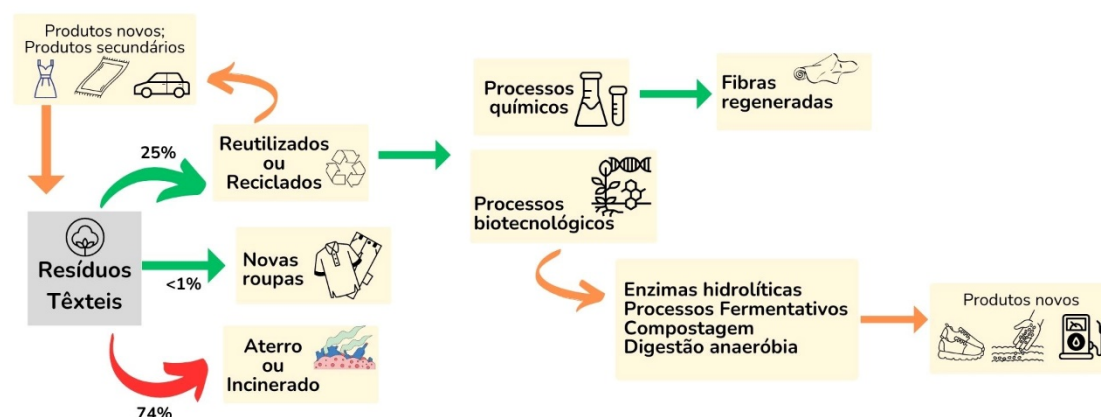 Produtos novos;
Produtos secundários
25%
Reutilizados
ou
Reciclados
Resíduos
Têxteis
<1%
Novas
roupas
74%
Aterro
ou
Incinerado
Processos
químicos
Fibras
regeneradas
Processos
biotecnológicos
Enzimas hidrolíticas
Processos Fermentativos
Compostagem
Digestão anaeróbia
Produtos novos